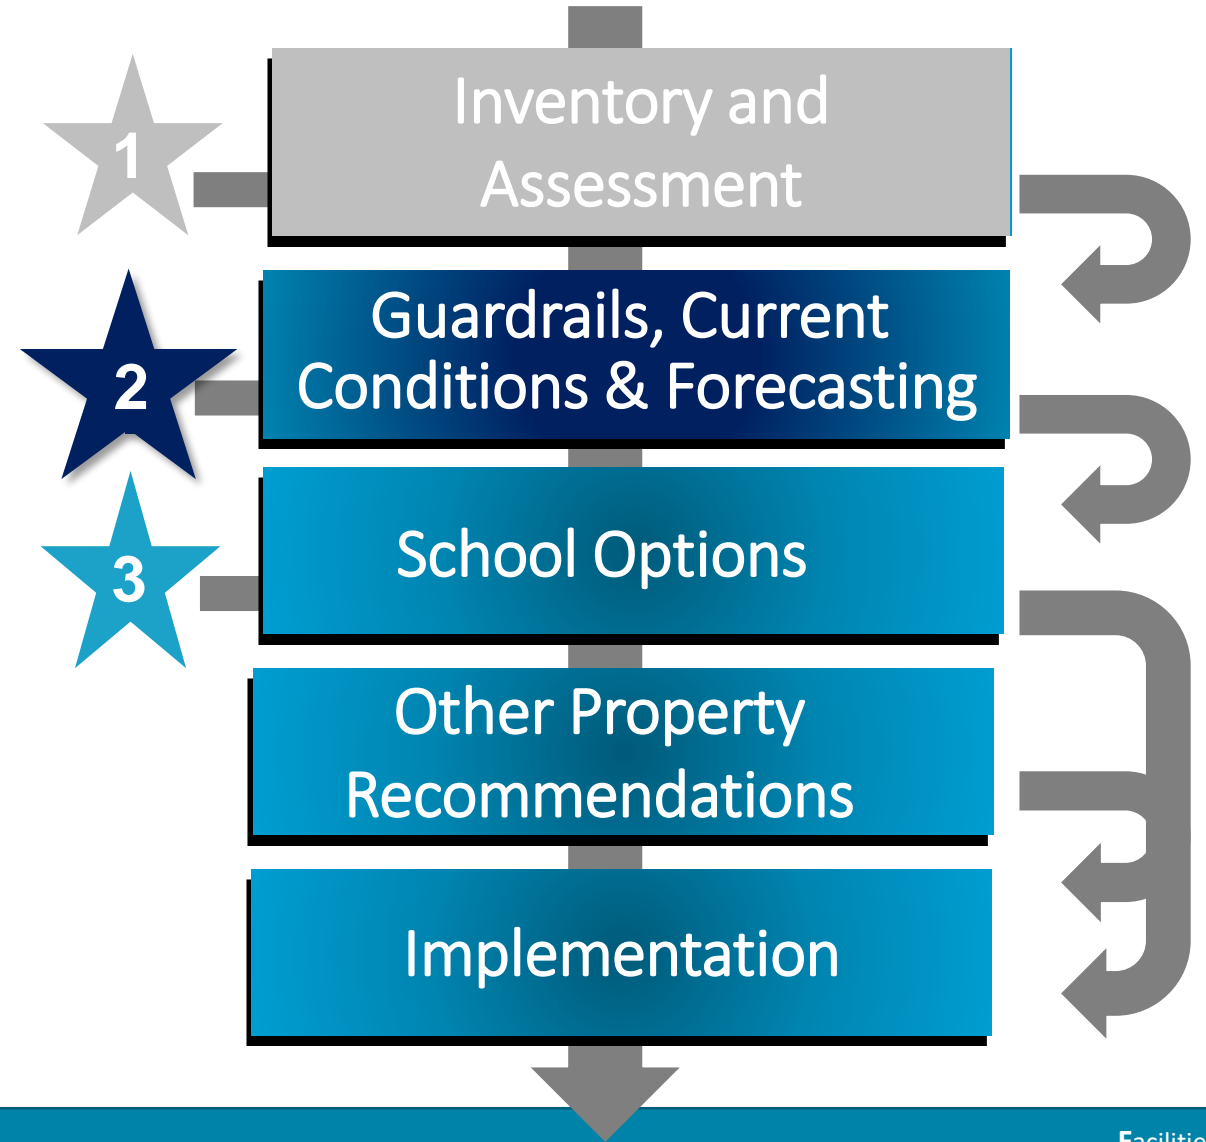 1
Inventory and
Assessment
2
Guardrails, Current
Conditions & Forecasting
3
School Options
Other Property
Recommendations
Implementation